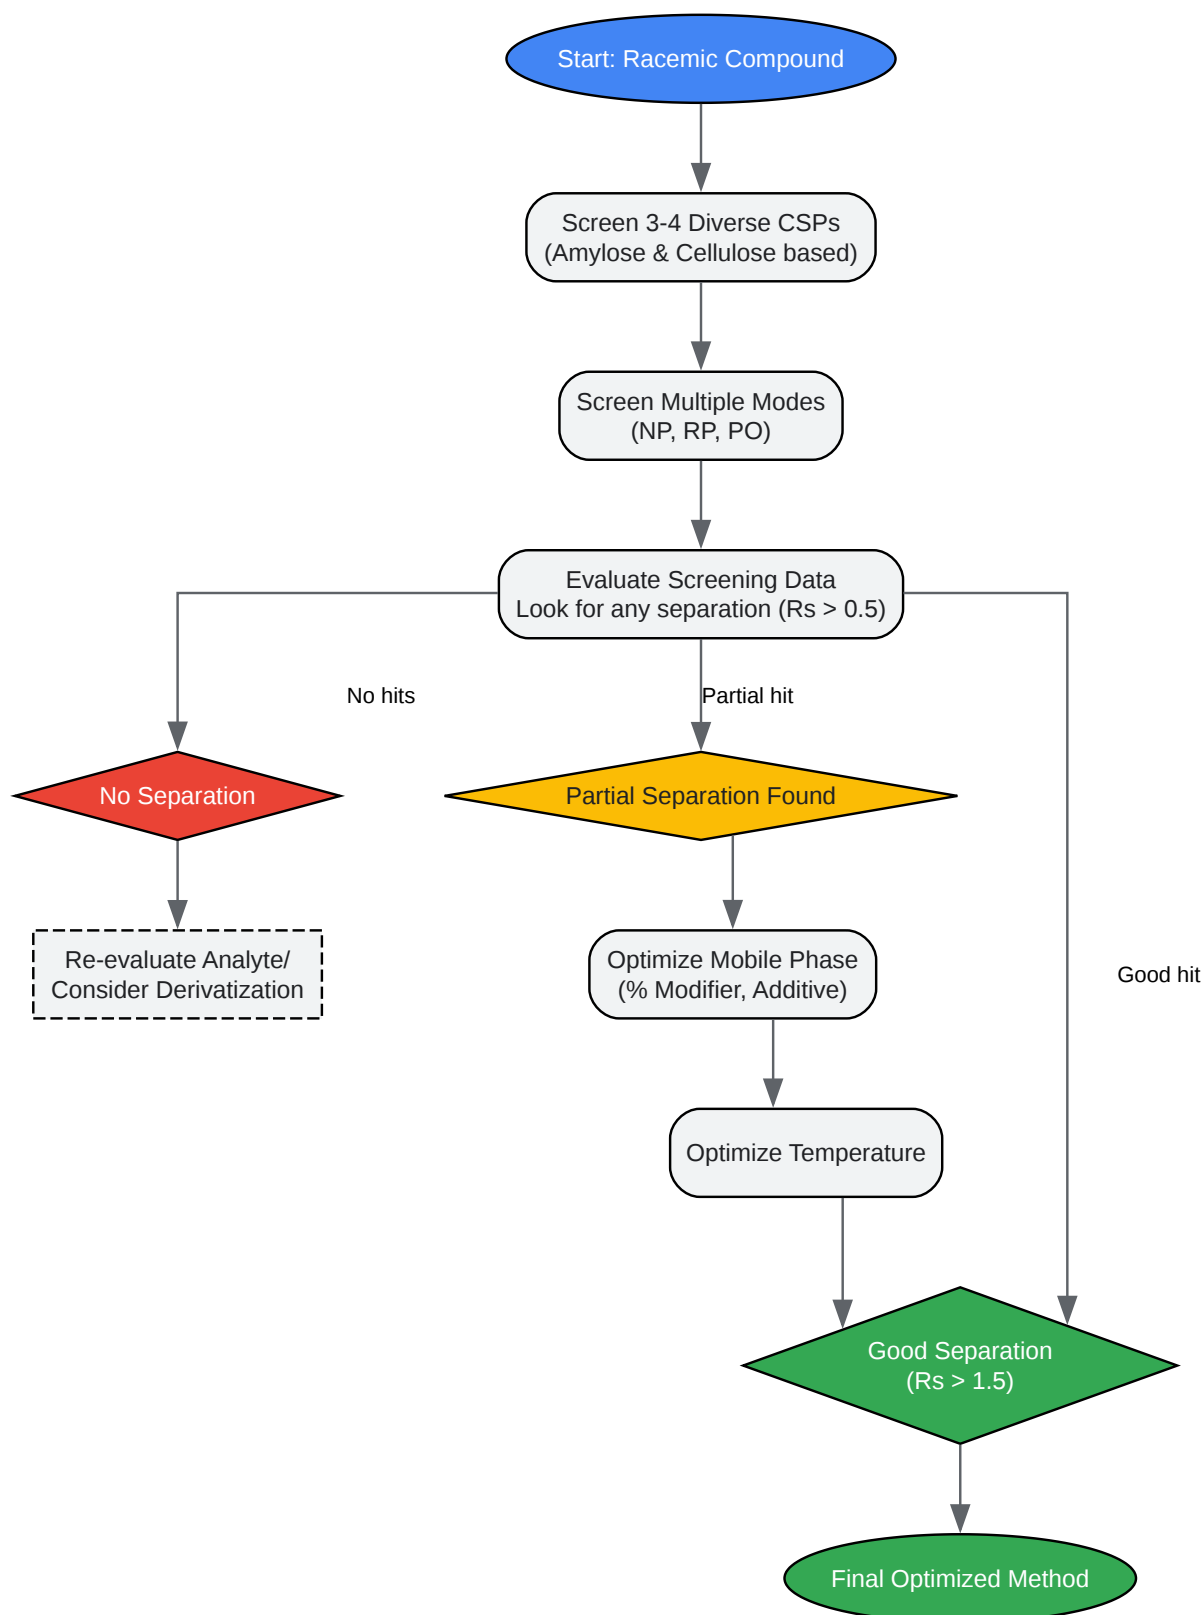 Start: Racemic Compound
Screen 3-4 Diverse CSPs
(Amylose & Cellulose based)
Screen Multiple Modes
(NP, RP, PO)
Evaluate Screening Data
Look for any separation (Rs > 0.5)
No hits
Partial hit
No Separation
Partial Separation Found
Re-evaluate Analyte/
Consider Derivatization
Optimize Mobile Phase
(% Modifier, Additive)
Good hit
Optimize Temperature
Good Separation
(Rs > 1.5)
Final Optimized Method